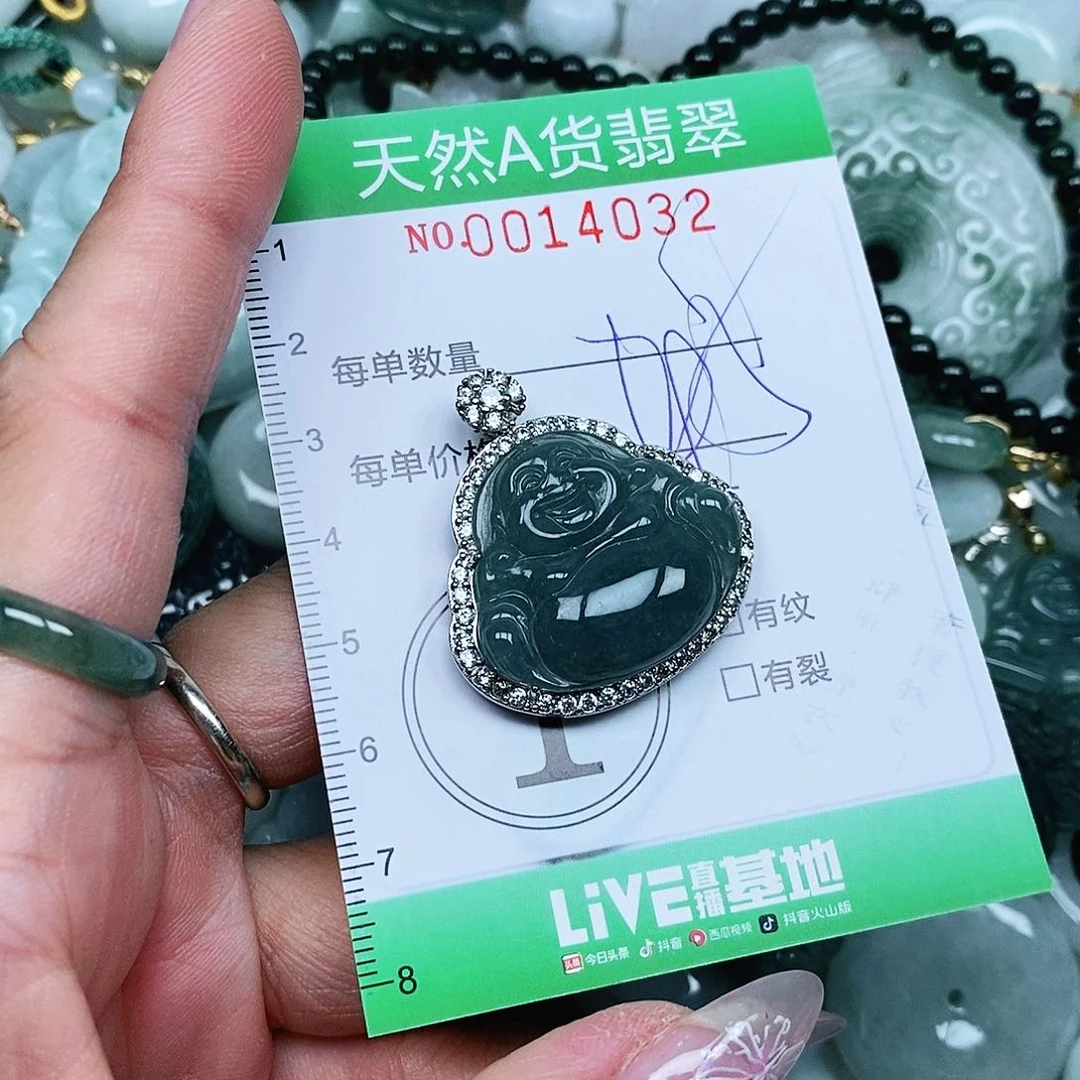 天然A货翡翠
NO.0014032
1
2
每单数量
3
每单价格
4
5
有纹
有裂
6
7
LiVE直播基地
今日头条 抖音 西瓜视频 抖音火山版
8